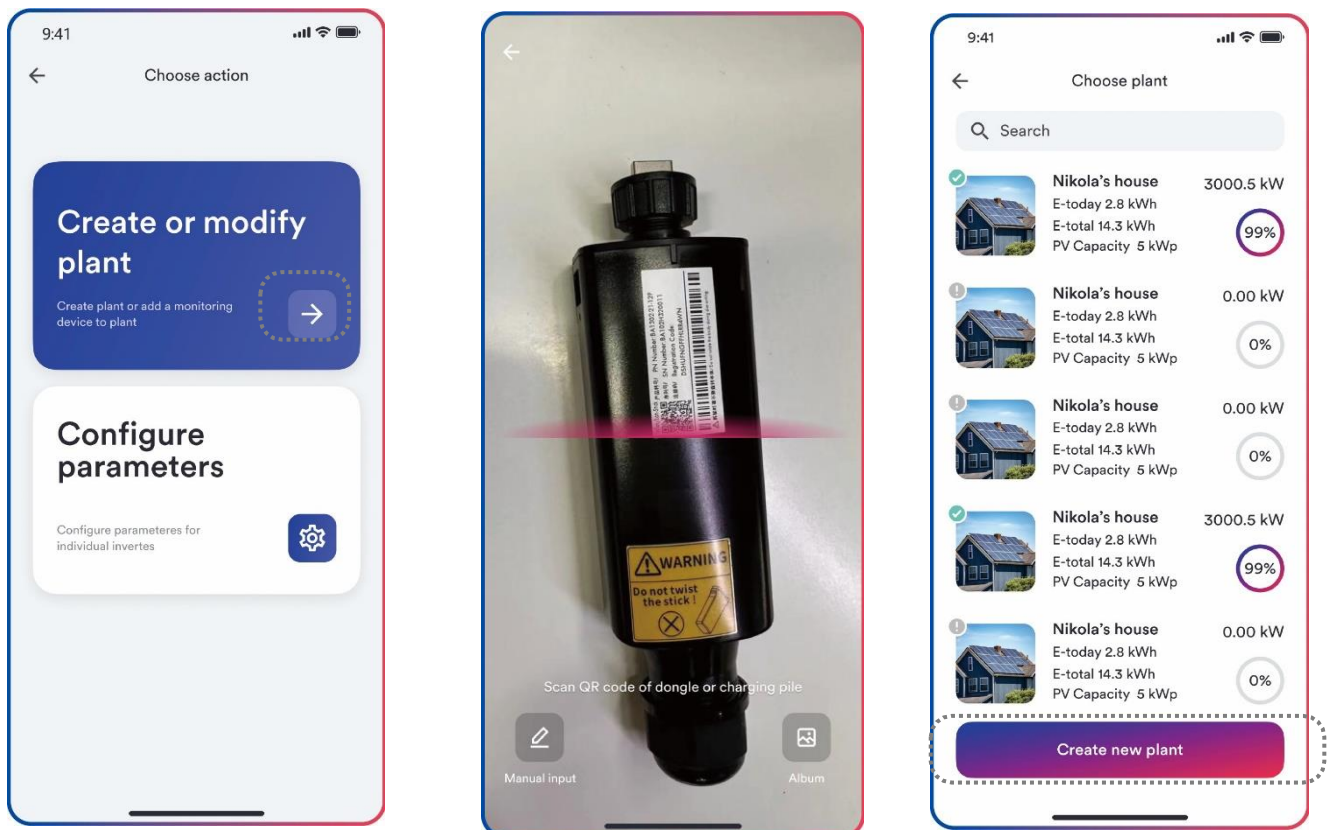 9:41
Choose action
Create or modify
plant
Create plant or add a monitoring
device to plant
Configure
parameters
Configure parameteres for
individual invertes
WARNING
Do not twist
the stick !
Scan QR code of dongle or charging pile
Manual input
Album
9:41
Choose plant
Search
Nikola's house
3000.5 kW
E-today 2.8 kWh
E-total 14.3 kWh
99%
PV Capacity 5 kWp
Nikola's house
0.00 kW
E-today 2.8 kWh
E-total 14.3 kWh
0%
PV Capacity 5 kWp
Nikola's house
0.00 kW
E-today 2.8 kWh
E-total 14.3 kWh
0%
PV Capacity 5 kWp
Nikola's house
3000.5 kW
E-today 2.8 kWh
E-total 14.3 kWh
99%
PV Capacity 5 kWp
Nikola's house
0.00 kW
E-today 2.8 kWh
E-total 14.3 kWh
0%
PV Capacity 5 kWp
Create new plant